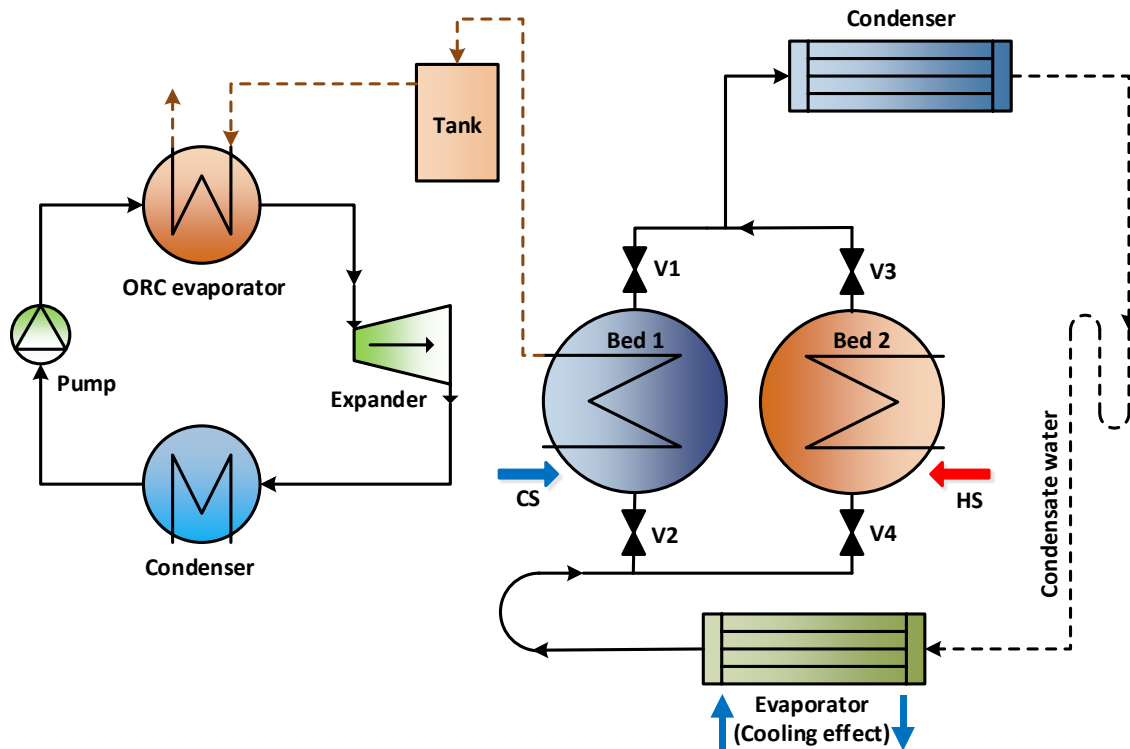 Condenser
Tank
V1
V3
ORC evaporator
Bed 1
Bed 2
Pump
Expander
CS
HS
V2
V4
Condenser
Condensate water
Evaporator
(Cooling effect)